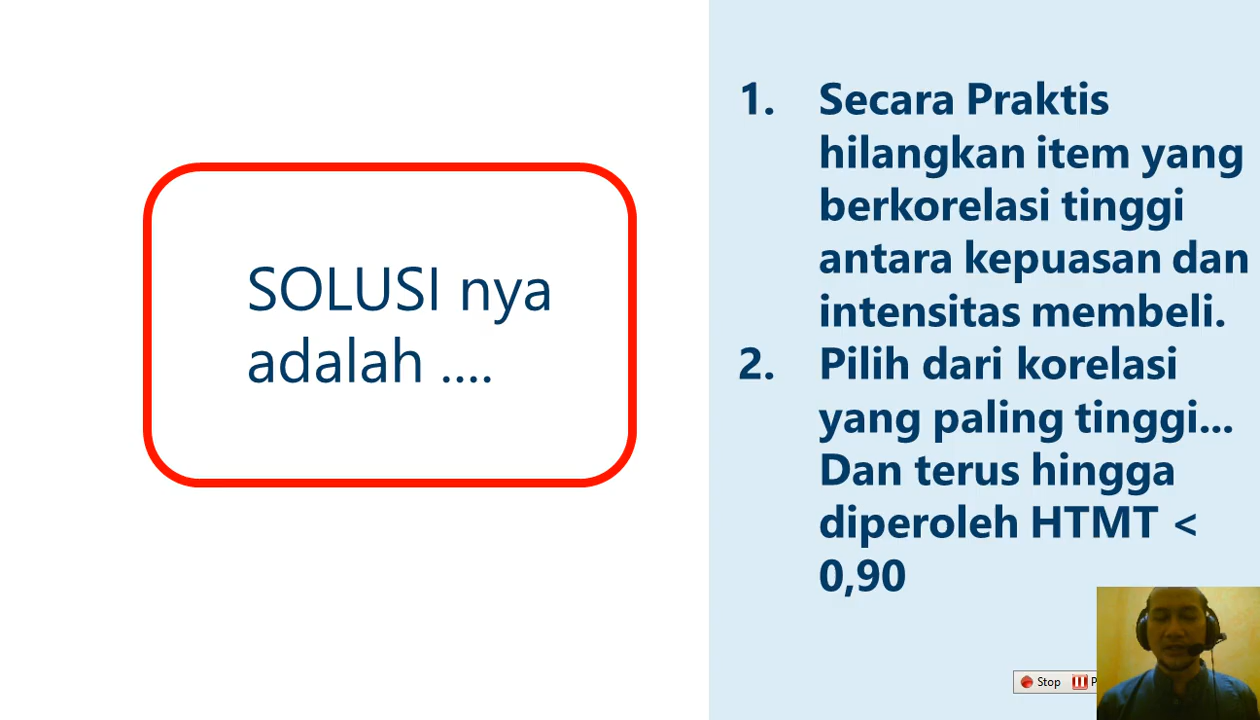 SOLUSI nya
adalah ....
1. Secara Praktis
hilangkan item yang
berkorelasi tinggi
antara kepuasan dan
intensitas membeli.
2. Pilih dari korelasi
yang paling tinggi...
Dan terus hingga
diperoleh HTMT <
0,90
Stop